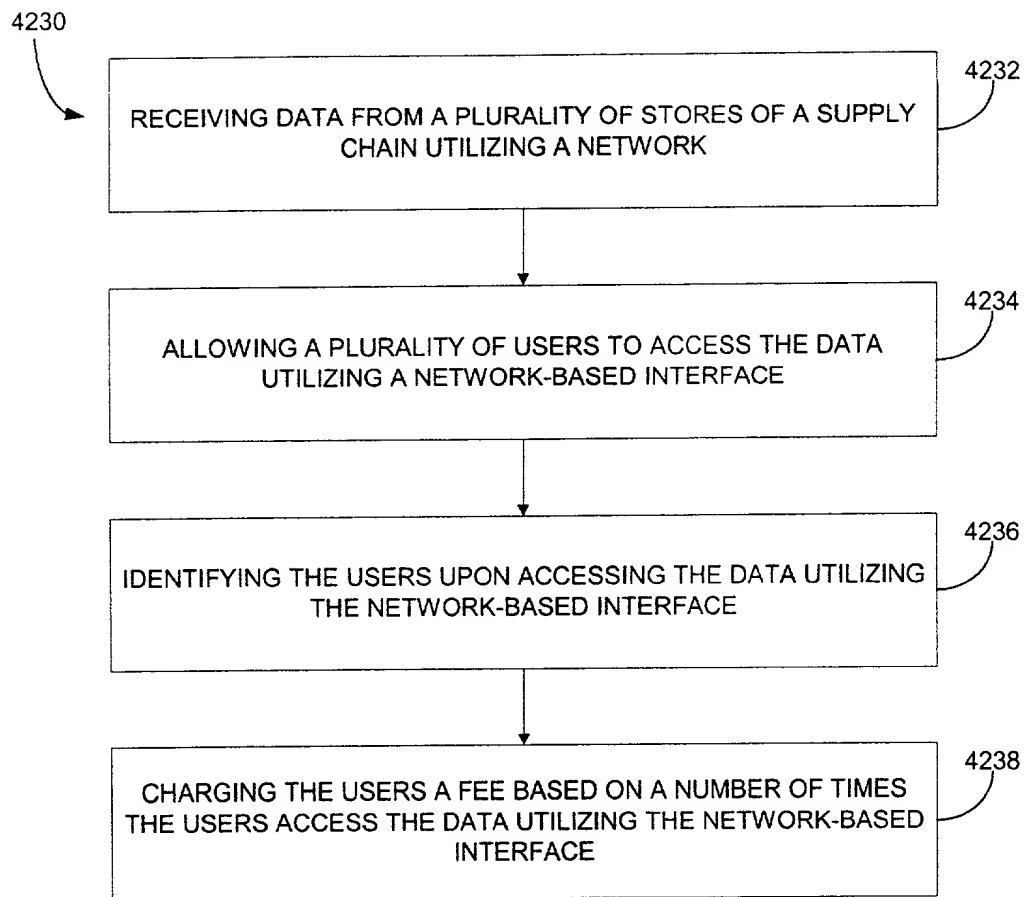 4230
4232
RECEIVING DATA FROM A PLURALITY OF STORES OF A SUPPLY
CHAIN UTILIZING A NETWORK
4234
ALLOWING A PLURALITY OF USERS TO ACCESS THE DATA
UTILIZING A NETWORK-BASED INTERFACE
4236
IDENTIFYING THE USERS UPON ACCESSING THE DATA UTILIZING
THE NETWORK-BASED INTERFACE
4238
CHARGING THE USERS A FEE BASED ON A NUMBER OF TIMES
THE USERS ACCESS THE DATA UTILIZING THE NETWORK-BASED
INTERFACE